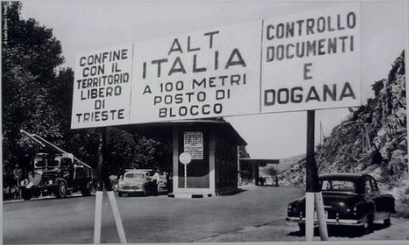 CONFINE
CON IL
TERRITORIO
LIBERO
DI
TRIESTE
ALT
ITALIA
A 100 METRI
POSTO DI
BLOCCO
CONTROLLO
DOCUMENTI
E
DOGANA